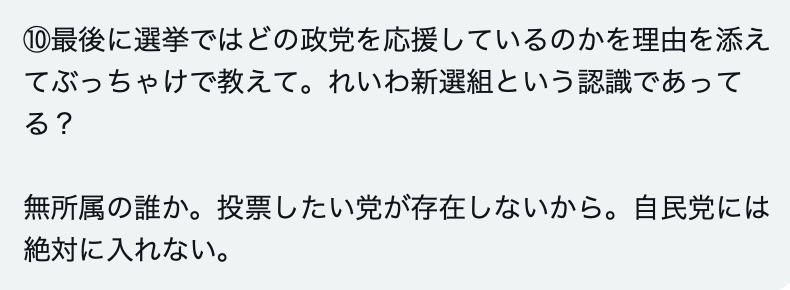 ⑩最後に選挙ではどの政党を応援しているのかを理由を添え
てぶっちゃけで教えて。れいわ新選組という認識であって
る？
無所属の誰か。投票したい党が存在しないから。自民党には
絶対に入れない。